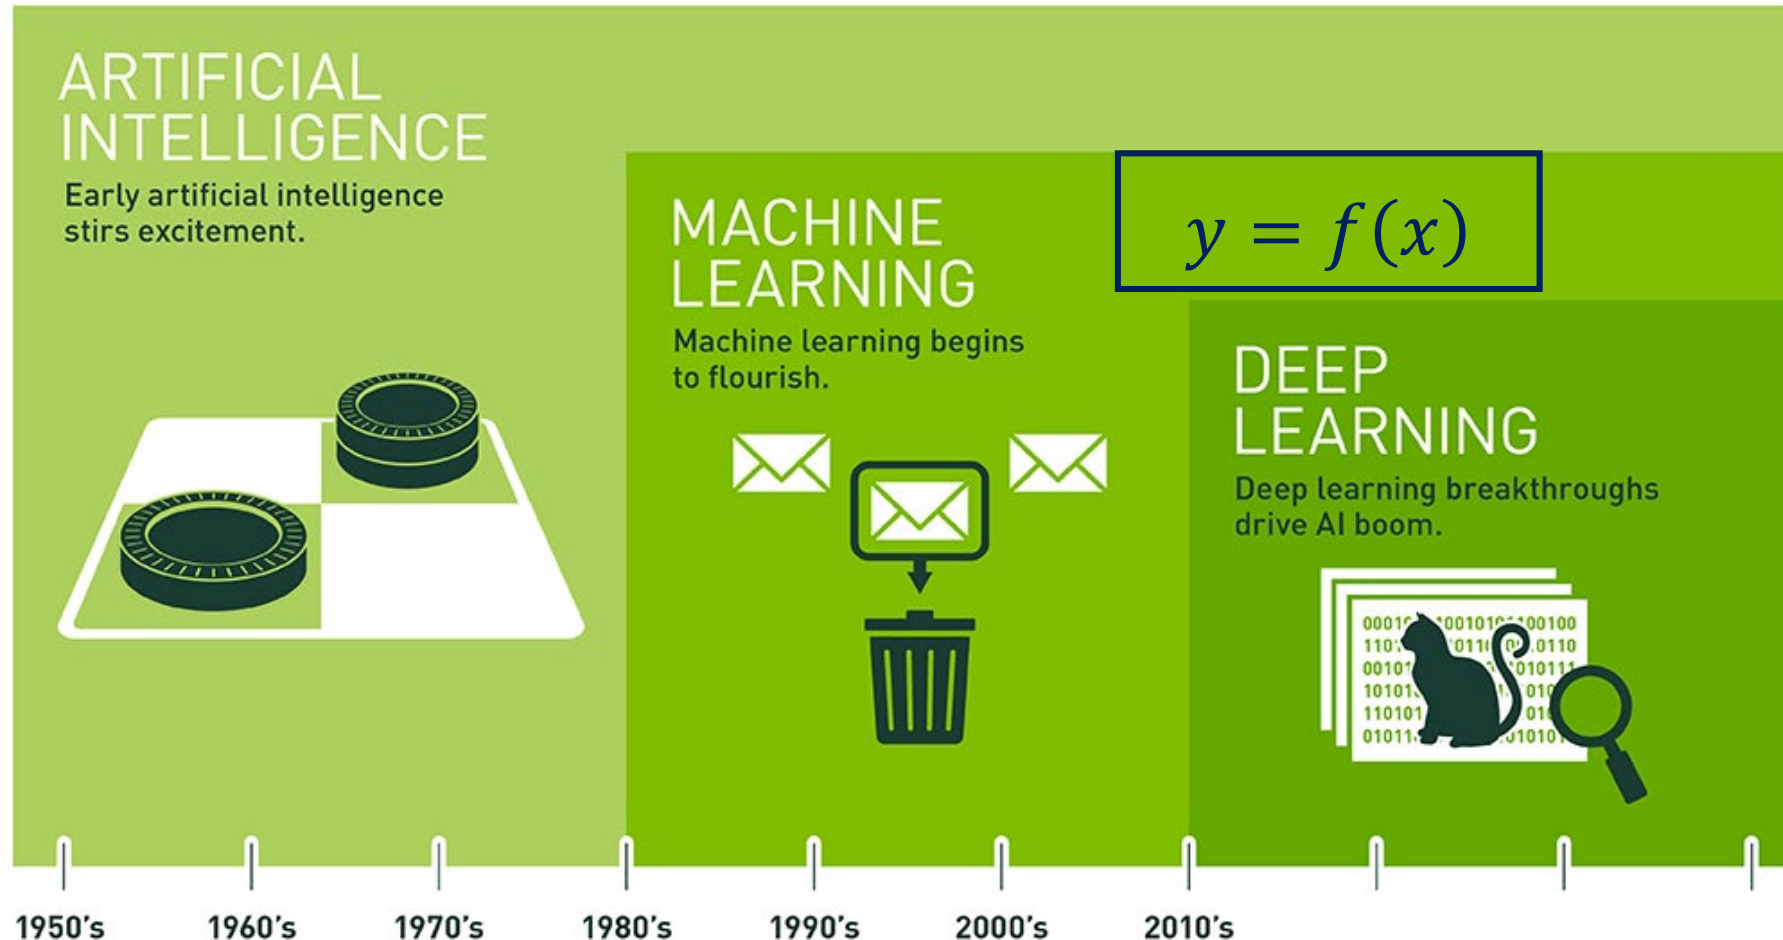 ARTIFICIAL
INTELLIGENCE
Early artificial intelligence
stirs excitement.
MACHINE
LEARNING
Machine learning begins
to flourish.
y = f(x)
DEEP
LEARNING
Deep learning breakthroughs
drive AI boom.
1950's 1960's 1970's 1980's 1990's 2000's 2010's